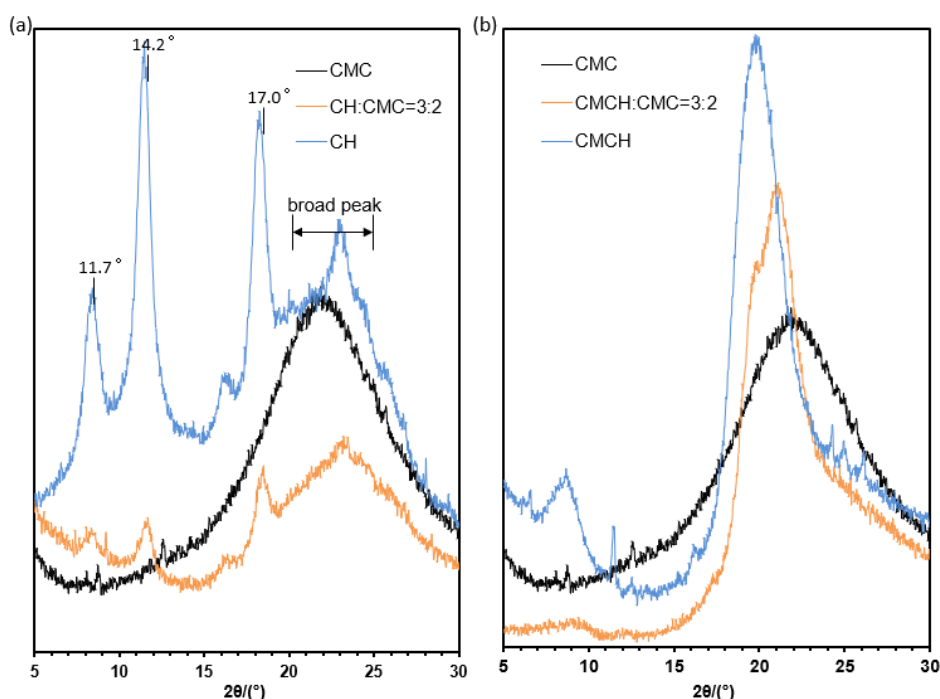 (a)
14.2°
CMC
CH:CMC=3:2
17.0°
CH
broad peak
11.7°
5 10 15 20 25 30
2θ/(°)
(b)
CMC
CMCH:CMC=3:2
CMCH
5 10 15 20 25 30
2θ/(°)